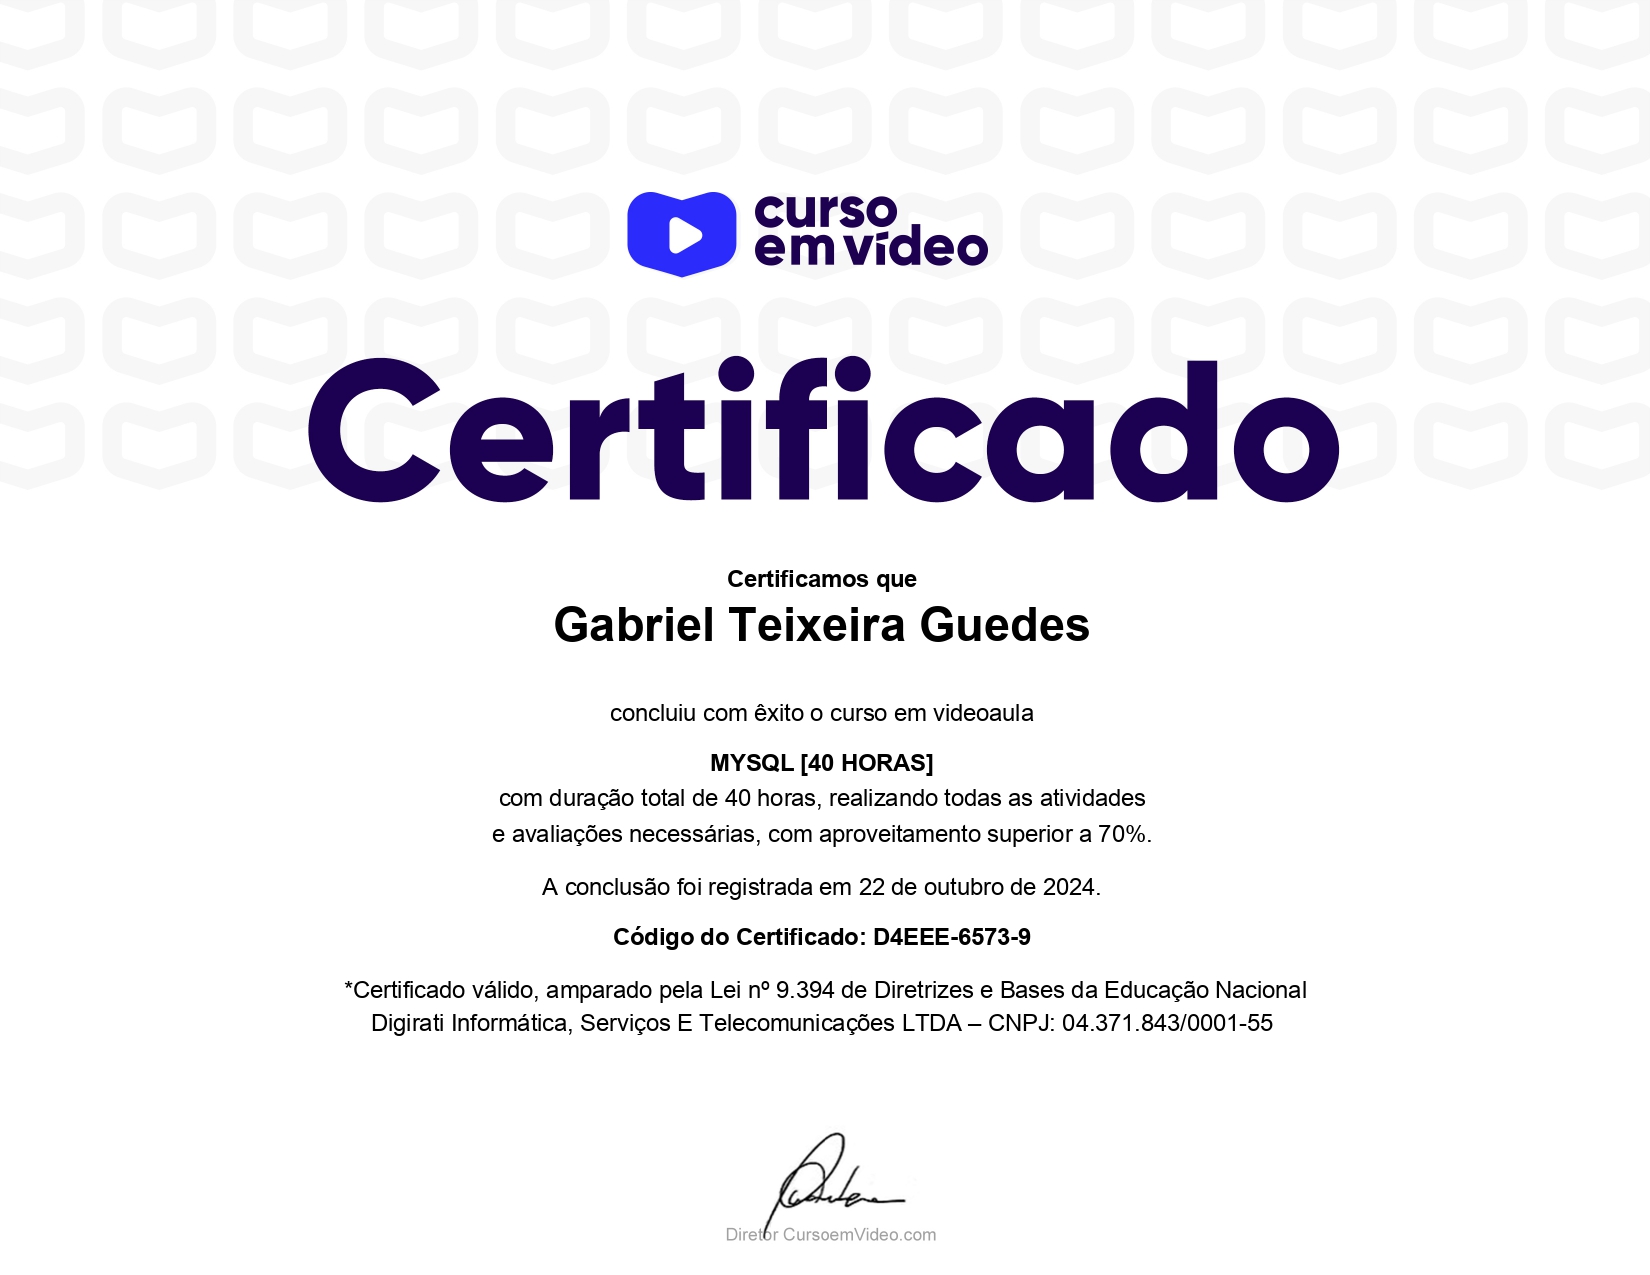 curso
em vídeo
Certificado
Certificamos que
Gabriel Teixeira Guedes
concluiu com êxito o curso em videoaula
MYSQL [40 HORAS]
com duração total de 40 horas, realizando todas as atividades
e avaliações necessárias, com aproveitamento superior a 70%.
A conclusão foi registrada em 22 de outubro de 2024.
Código do Certificado: D4EEE-6573-9
*Certificado válido, amparado pela Lei nº 9.394 de Diretrizes e Bases da Educação Nacional
Digirati Informática, Serviços E Telecomunicações LTDA – CNPJ: 04.371.843/0001-55
Diretor CursoemVideo.com